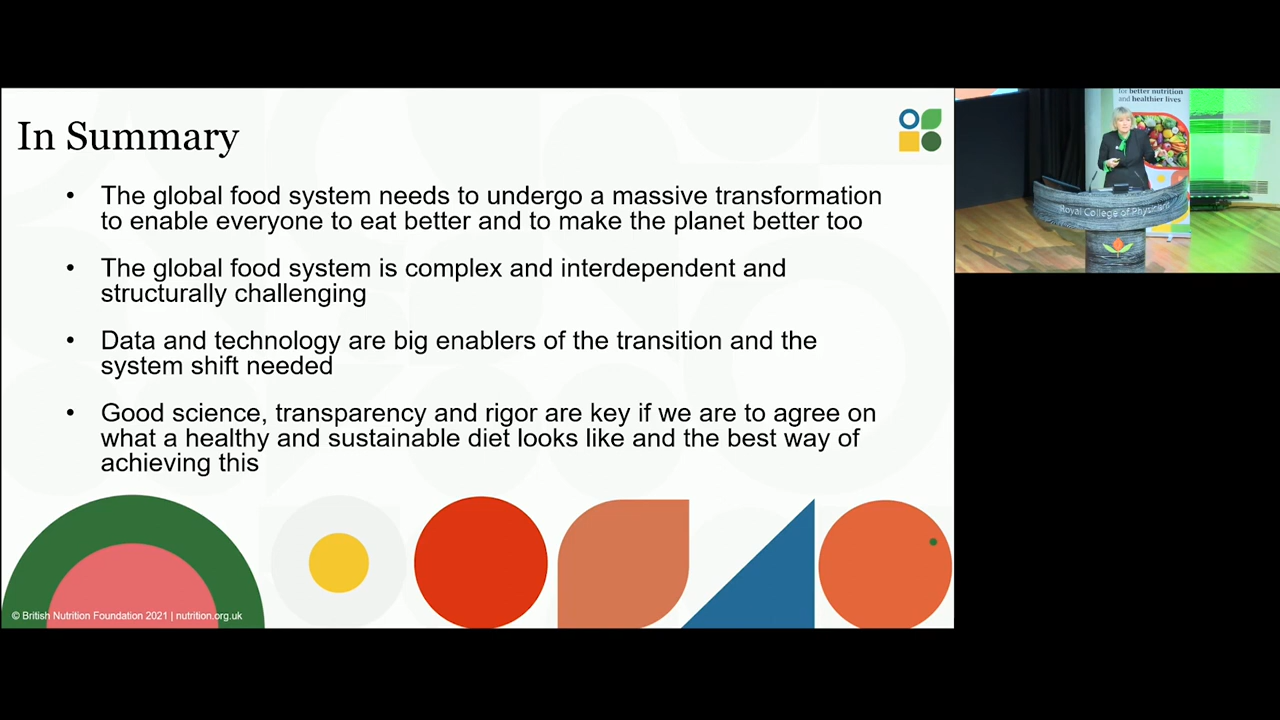 In Summary
• The global food system needs to undergo a massive transformation
to enable everyone to eat better and to make the planet better too
• The global food system is complex and interdependent and
structurally challenging
• Data and technology are big enablers of the transition and the
system shift needed
• Good science, transparency and rigor are key if we are to agree on
what a healthy and sustainable diet looks like and the best way of
achieving this
© British Nutrition Foundation 2021 | nutrition.org.uk
for better nutrition
and healthier lives
Royal College of Physicians